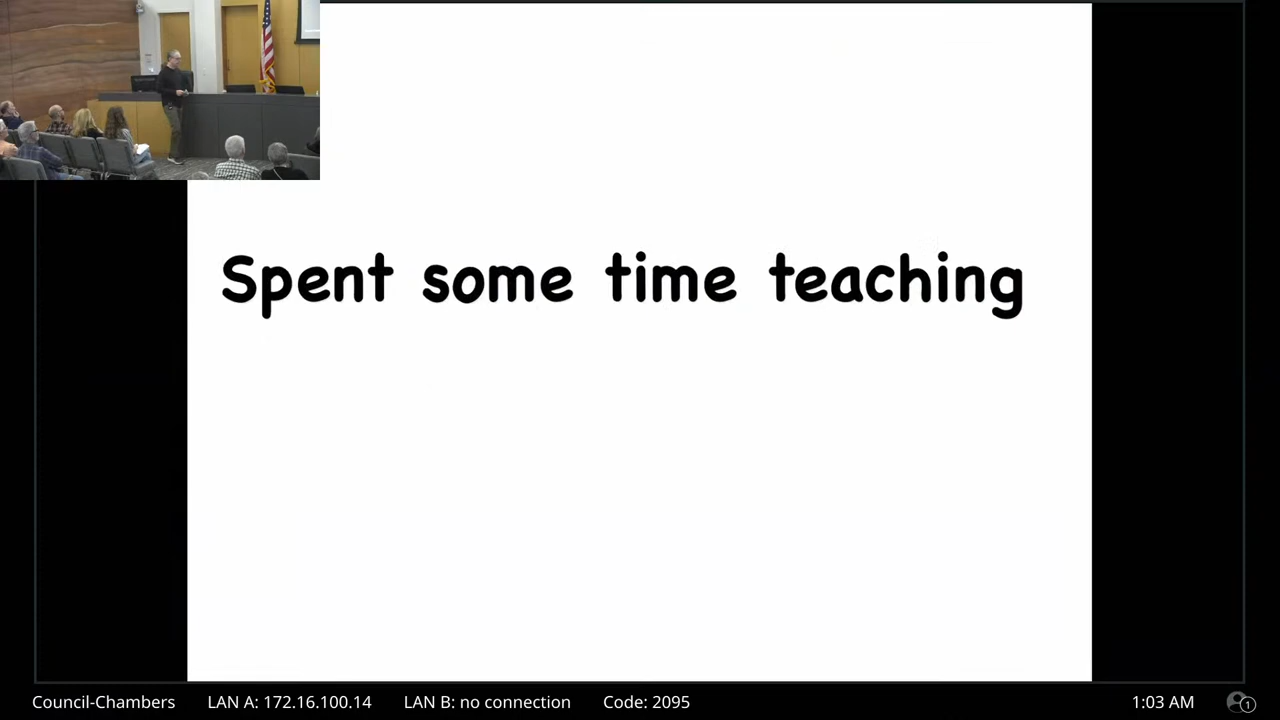 Spent some time teaching
Council-Chambers LAN A: 172.16.100.14 LAN B: no connection Code: 2095 1:03 AM 1